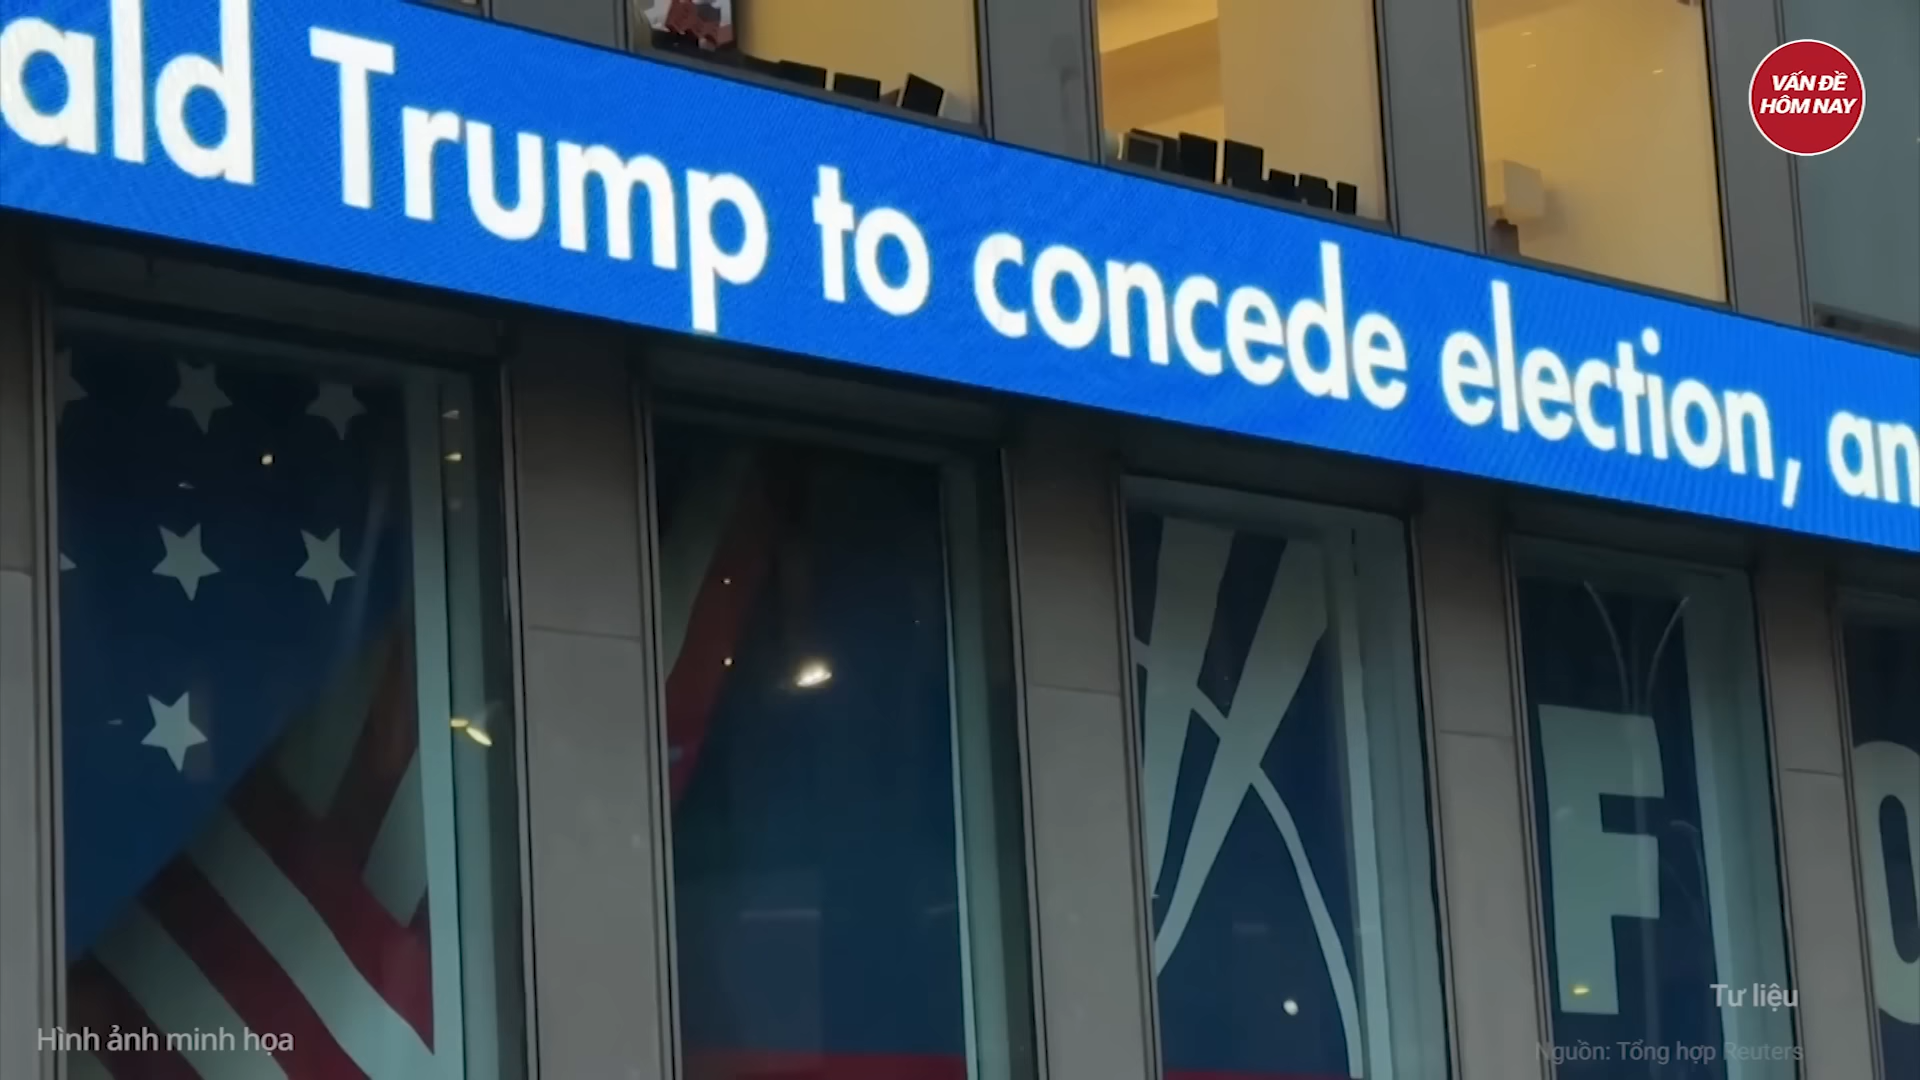 ald Trump to concede election, an
VẤN ĐỀ
HÔM NAY
FO
Tư liệu
Hình ảnh minh họa
Nguồn: Tổng hợp Reuters